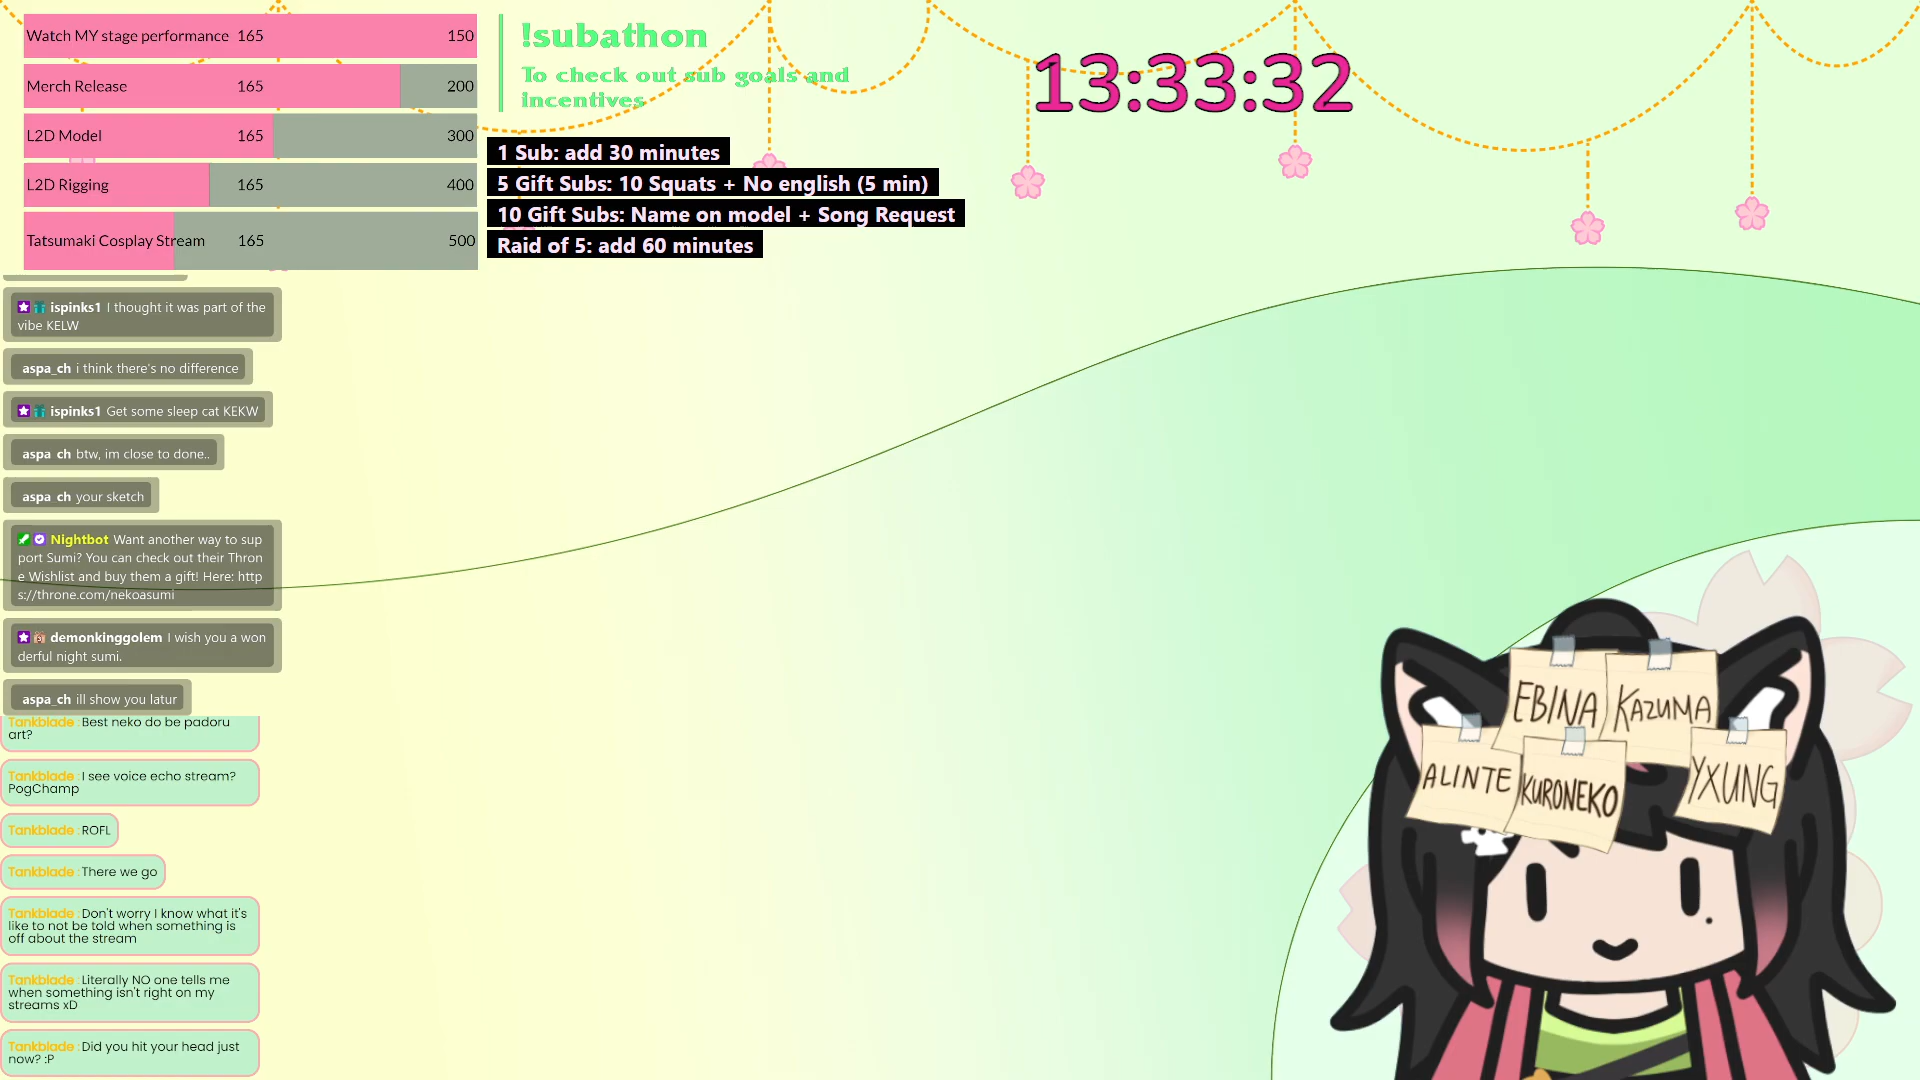 Watch MY stage performance 165 150
Merch Release 165 200
L2D Model 165 300
L2D Rigging 165 400
Tatsumaki Cosplay Stream 165 500
!subathon
To check out sub goals and
incentives
13:33:32
1 Sub: add 30 minutes
5 Gift Subs: 10 Squats + No english (5 min)
10 Gift Subs: Name on model + Song Request
Raid of 5: add 60 minutes
ispinks1 I thought it was part of the
vibe KELW
aspa_ch i think there's no difference
ispinks1 Get some sleep cat KEKW
aspa_ch btw, im close to done..
aspa_ch your sketch
Nightbot Want another way to sup
port Sumi? You can check out their Thron
e Wishlist and buy them a gift! Here: http
s://throne.com/nekoasumi
demonkinggolem I wish you a won
derful night sumi.
aspa_ch ill show you latur
Tankblade : Best neko do be padoru
art?
Tankblade : I see voice echo stream?
PogChamp
Tankblade : ROFL
Tankblade : There we go
Tankblade : Don't worry I know what it's
like to not be told when something is
off about the stream
Tankblade : Literally NO one tells me
when something isn't right on my
streams xD
Tankblade : Did you hit your head just
now? :P
EBINA
KAZUMA
ALINTE
KURONEKO
YXUNG